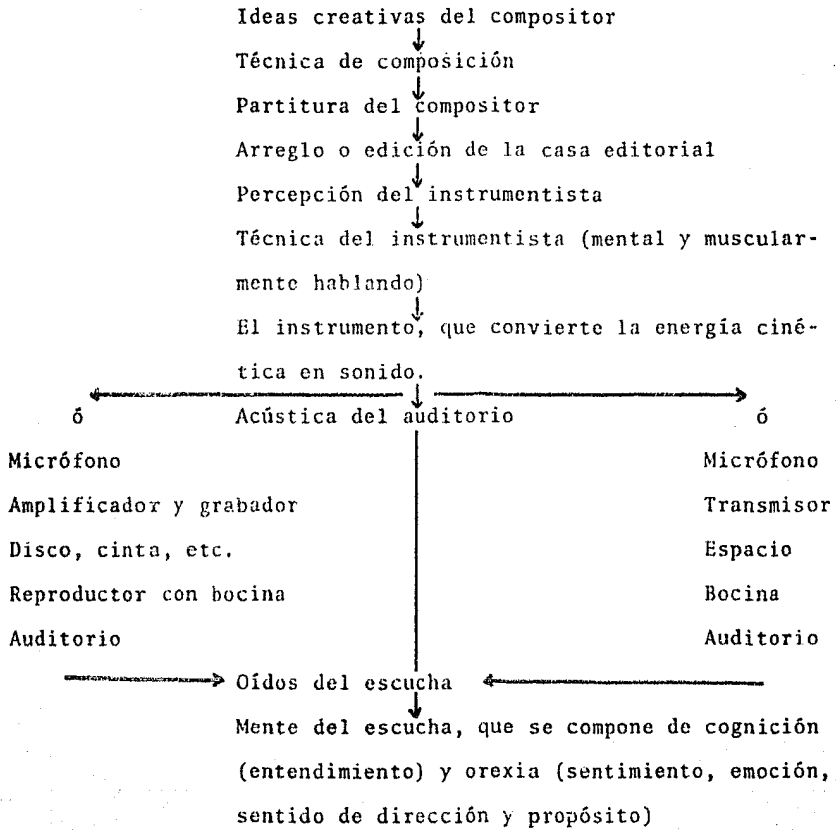 Ideas creativas del compositor
Técnica de composición
Partitura del compositor
Arreglo o edición de la casa editorial
Percepción del instrumentista
Técnica del instrumentista (mental y muscular-
mente hablando)
El instrumento, que convierte la energía ciné-
tica en sonido.
ó
Acústica del auditorio
ó
Micrófono
Amplificador y grabador
Disco, cinta, etc.
Reproductor con bocina
Auditorio
Micrófono
Transmisor
Espacio
Bocina
Auditorio
Oídos del escucha
Mente del escucha, que se compone de cognición
(entendimiento) y orexia (sentimiento, emoción,
sentido de dirección y propósito)